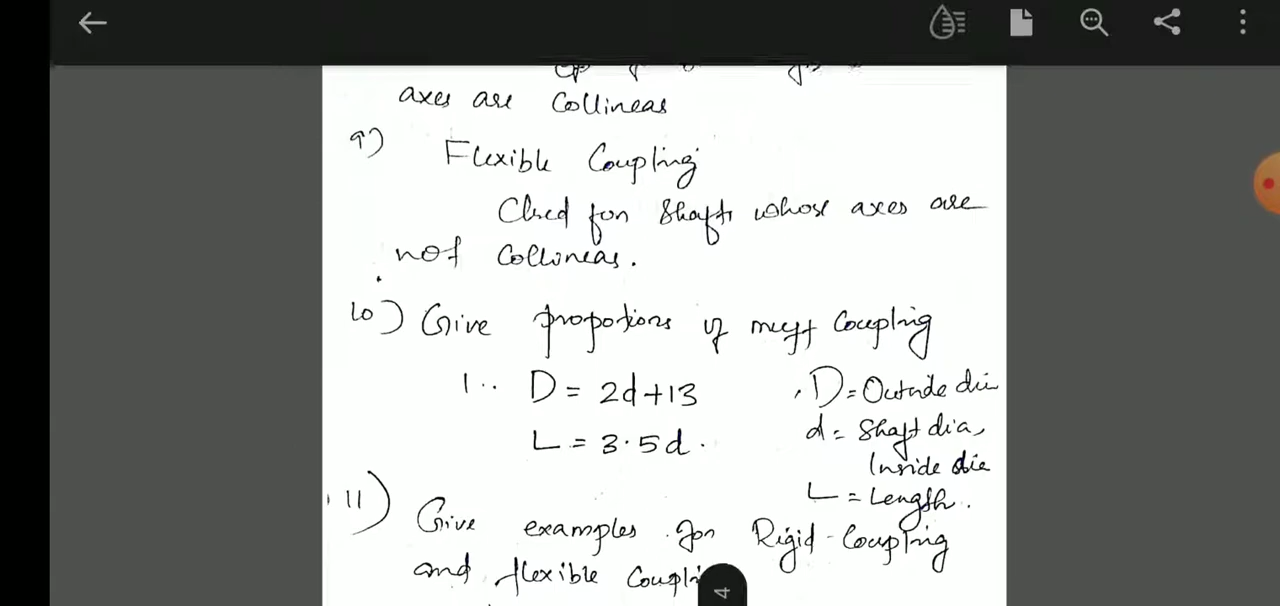 axes are Collinear
9) Flexible Coupling
Used for Shafts whose axes are
not Collinear.
10) Give propotions of muff Coupling
1.. D = 2d+13
L = 3.5d.
D = Outside dia
d = Shaft dia,
Inside dia
L = Length.
11) Give examples for Rigid-Coupling
and flexible Coupli
4